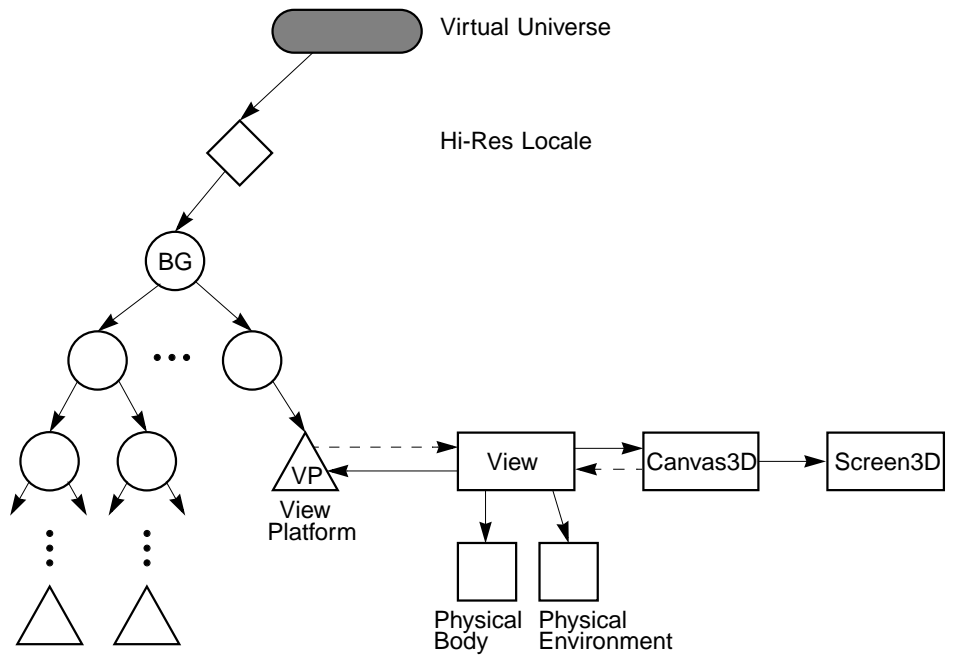 Virtual Universe
Hi-Res Locale
BG
VP
View
Platform
View
Canvas3D
Screen3D
Physical
Body
Physical
Environment